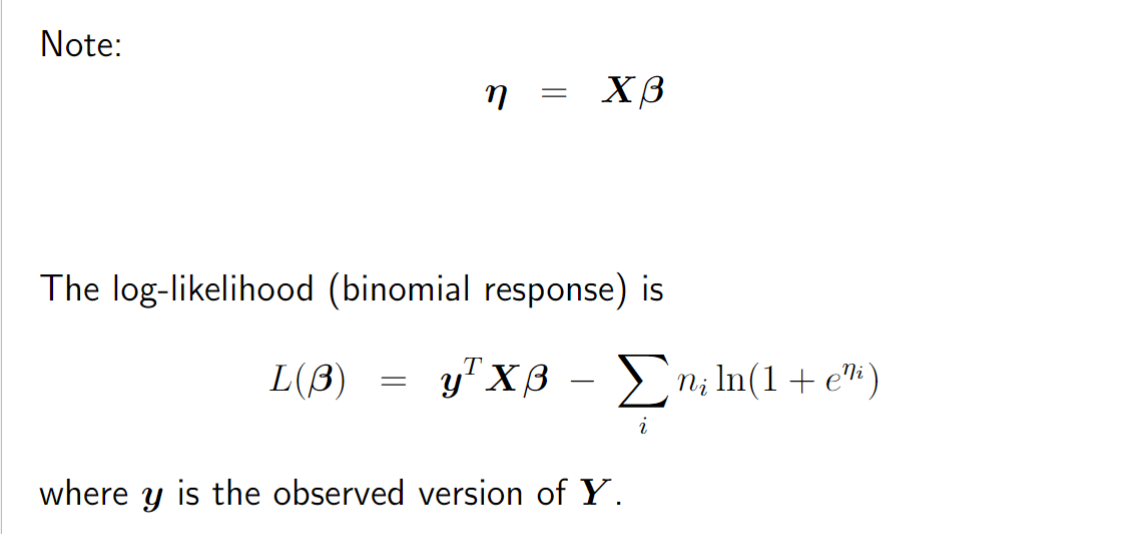 Note:
η = Xβ
The log-likelihood (binomial response) is
L(β) = y^T Xβ − ∑_i n_i ln(1 + e^{η_i})
where y is the observed version of Y.